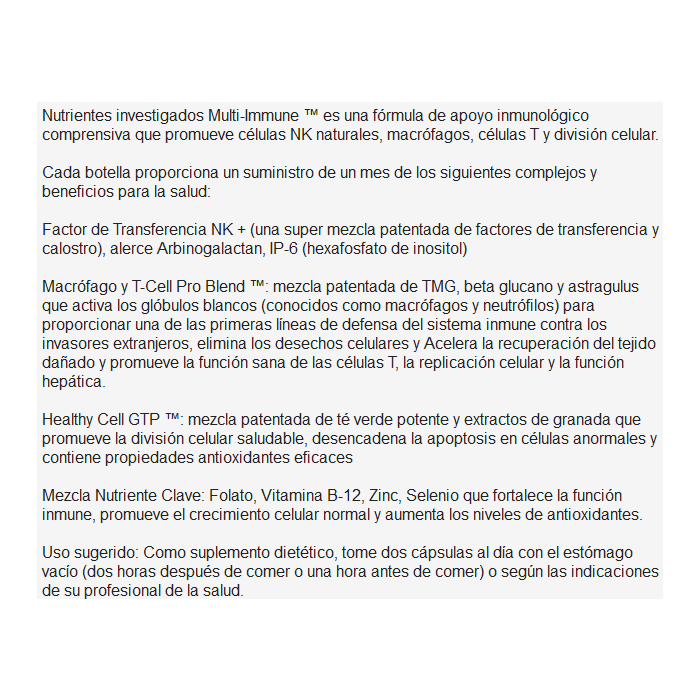 Nutrientes investigados Multi-Immune ™ es una fórmula de apoyo inmunológico
comprensiva que promueve células NK naturales, macrófagos, células T y división celular.
Cada botella proporciona un suministro de un mes de los siguientes complejos y
beneficios para la salud:
Factor de Transferencia NK + (una super mezcla patentada de factores de transferencia y
calostro), alerce Arbinogalactan, IP-6 (hexafosfato de inositol)
Macrófago y T-Cell Pro Blend ™: mezcla patentada de TMG, beta glucano y astragulus
que activa los glóbulos blancos (conocidos como macrófagos y neutrófilos) para
proporcionar una de las primeras líneas de defensa del sistema inmune contra los
invasores extranjeros, elimina los desechos celulares y Acelera la recuperación del tejido
dañado y promueve la función sana de las células T, la replicación celular y la función
hepática.
Healthy Cell GTP ™: mezcla patentada de té verde potente y extractos de granada que
promueve la división celular saludable, desencadena la apoptosis en células anormales y
contiene propiedades antioxidantes eficaces
Mezcla Nutriente Clave: Folato, Vitamina B-12, Zinc, Selenio que fortalece la función
inmune, promueve el crecimiento celular normal y aumenta los niveles de antioxidantes.
Uso sugerido: Como suplemento dietético, tome dos cápsulas al día con el estómago
vacío (dos horas después de comer o una hora antes de comer) o según las indicaciones
de su profesional de la salud.